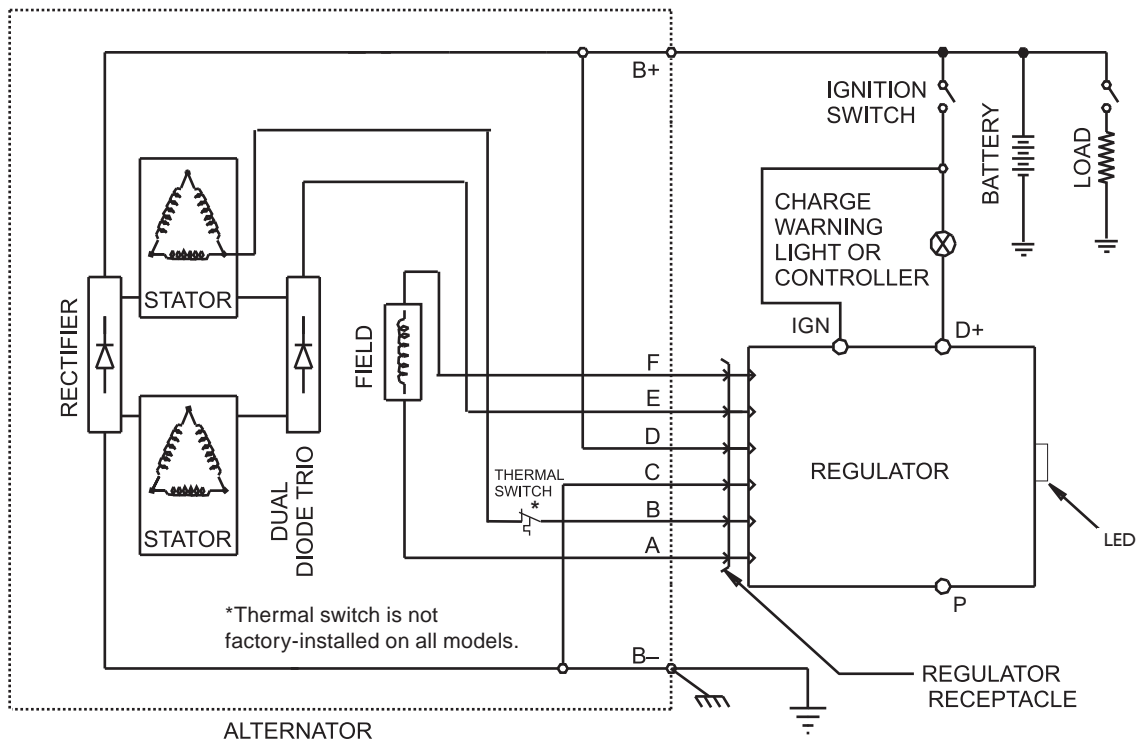 B+
IGNITION
SWITCH
BATTERY
LOAD
CHARGE
WARNING
LIGHT OR
CONTROLLER
STATOR
RECTIFIER
FIELD
IGN
D+
F
E
D
C
B
A
THERMAL
SWITCH
*
REGULATOR
STATOR
DUAL
DIODE TRIO
LED
P
*Thermal switch is not
factory-installed on all models.
B–
REGULATOR
RECEPTACLE
ALTERNATOR